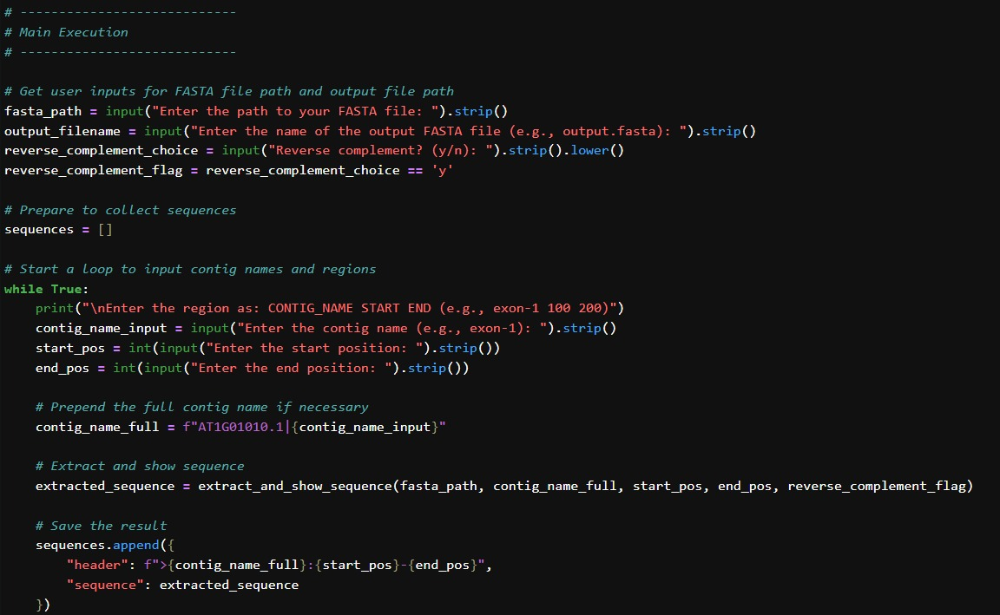 # ----------------------------
# Main Execution
# ----------------------------
# Get user inputs for FASTA file path and output file path
fasta_path = input("Enter the path to your FASTA file: ").strip()
output_filename = input("Enter the name of the output FASTA file (e.g., output.fasta): ").strip()
reverse_complement_choice = input("Reverse complement? (y/n): ").strip().lower()
reverse_complement_flag = reverse_complement_choice == 'y'
# Prepare to collect sequences
sequences = []
# Start a loop to input contig names and regions
while True:
    print("\nEnter the region as: CONTIG_NAME START END (e.g., exon-1 100 200)")
    contig_name_input = input("Enter the contig name (e.g., exon-1): ").strip()
    start_pos = int(input("Enter the start position: ").strip())
    end_pos = int(input("Enter the end position: ").strip())
    # Prepend the full contig name if necessary
    contig_name_full = f"AT1G01010.1|{contig_name_input}"
    # Extract and show sequence
    extracted_sequence = extract_and_show_sequence(fasta_path, contig_name_full, start_pos, end_pos, reverse_complement_flag)
    # Save the result
    sequences.append({
        "header": f">{contig_name_full}:{start_pos}-{end_pos}",
        "sequence": extracted_sequence
    })